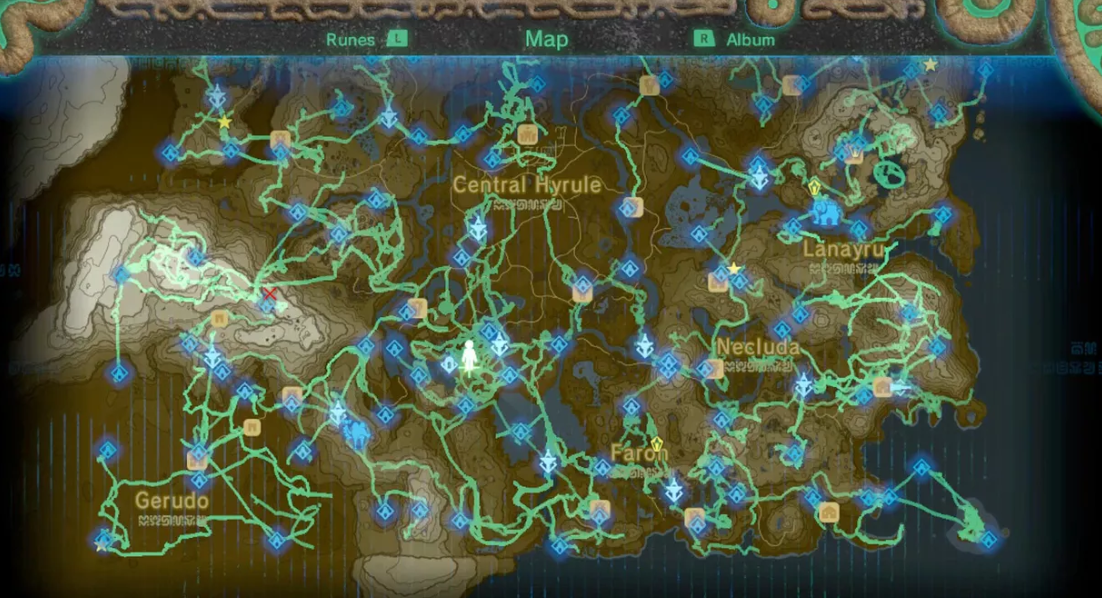 Runes L
Map
R Album
Central Hyrule
Lanayru
Necluda
Faron
Gerudo